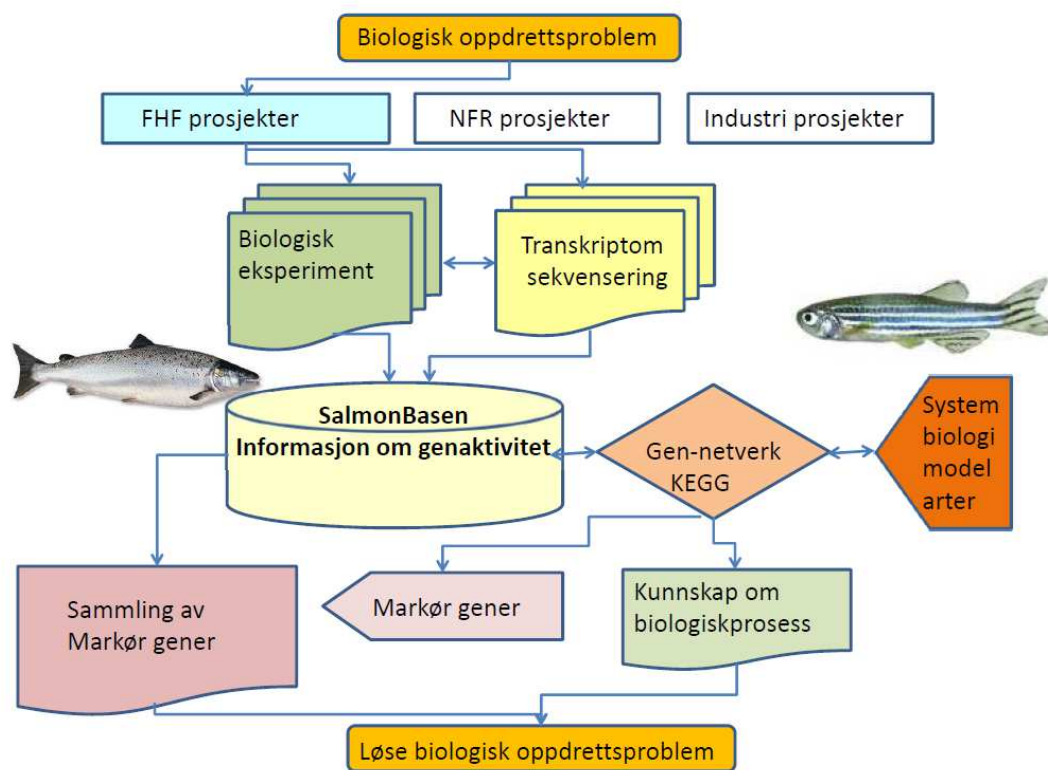 Biologisk oppdrettsproblem
FHF prosjekter
NFR prosjekter
Industri prosjekter
Biologisk
eksperiment
Transkriptom
sekvensering
SalmonBasen
Informasjon om genaktivitet
Gen-netverk
KEGG
System
biologi
model
arter
Sammling av
Markør gener
Markør gener
Kunnskap om
biologiskprosess
Løse biologisk oppdrettsproblem